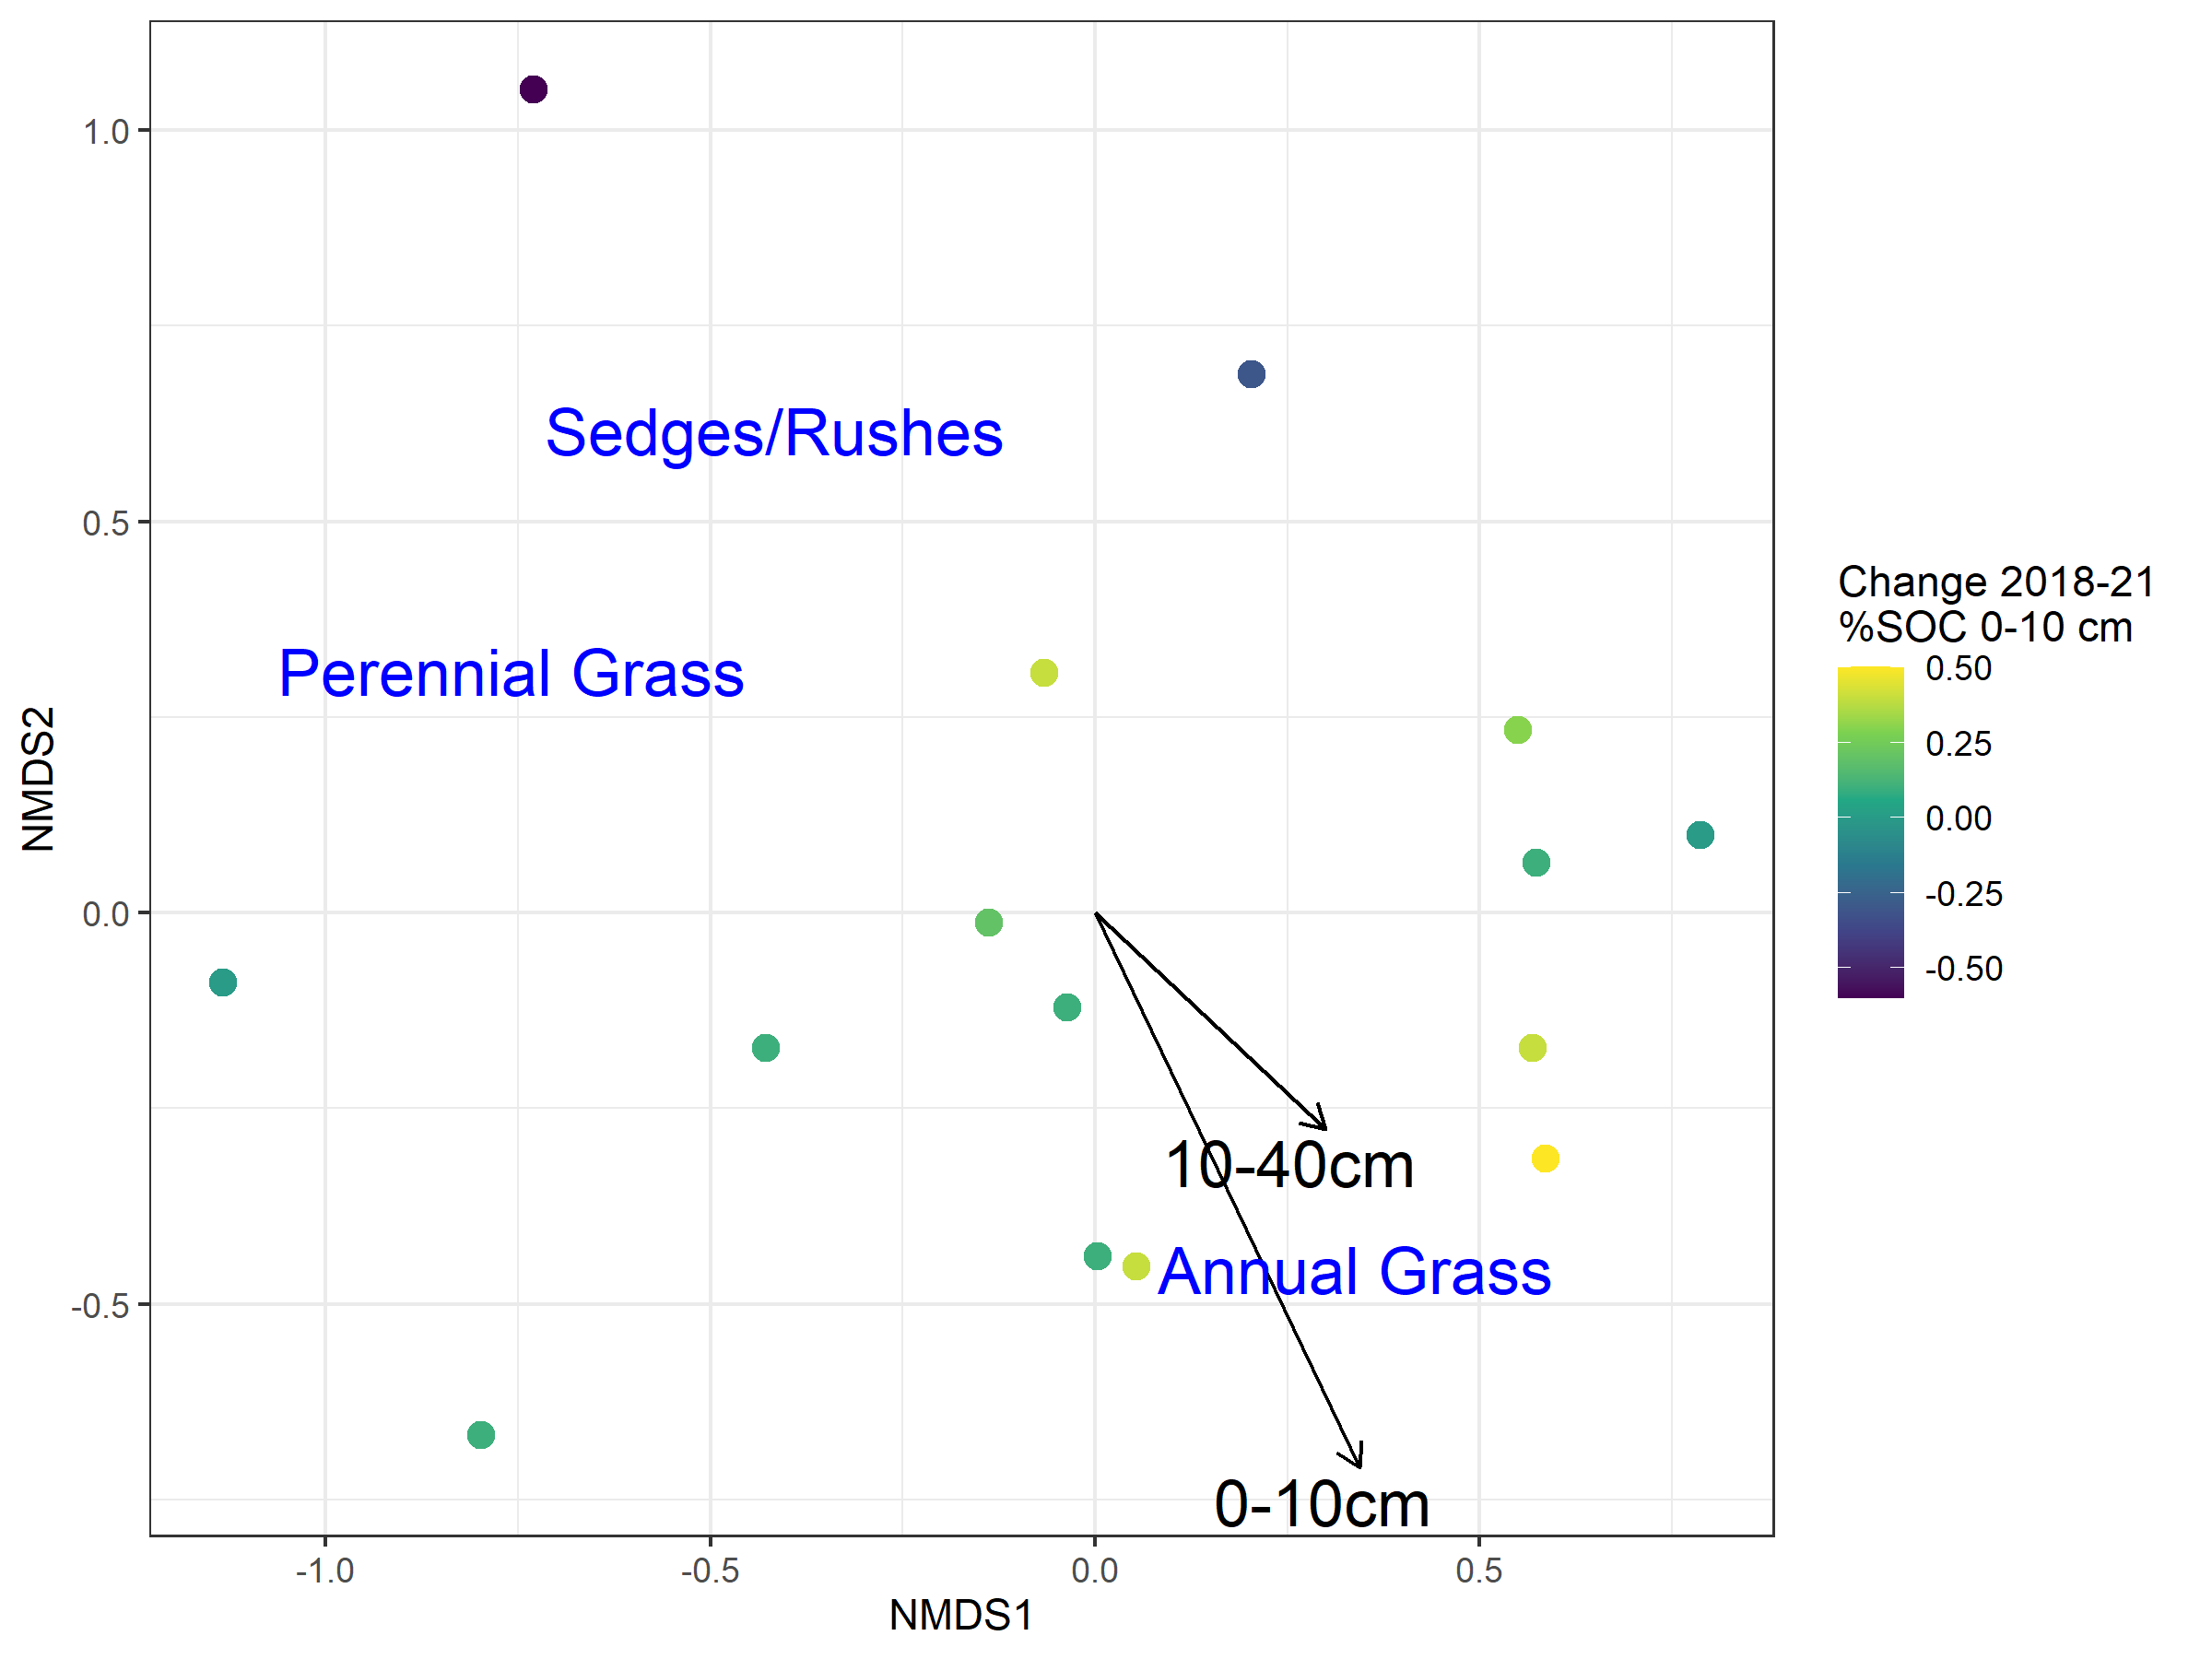 1.0
0.5
0.0
-0.5
NMDS2
-1.0
-0.5
0.0
0.5
NMDS1
Sedges/Rushes
Perennial Grass
10-40cm
Annual Grass
0-10cm
Change 2018-21
%SOC 0-10 cm
0.50
0.25
0.00
-0.25
-0.50